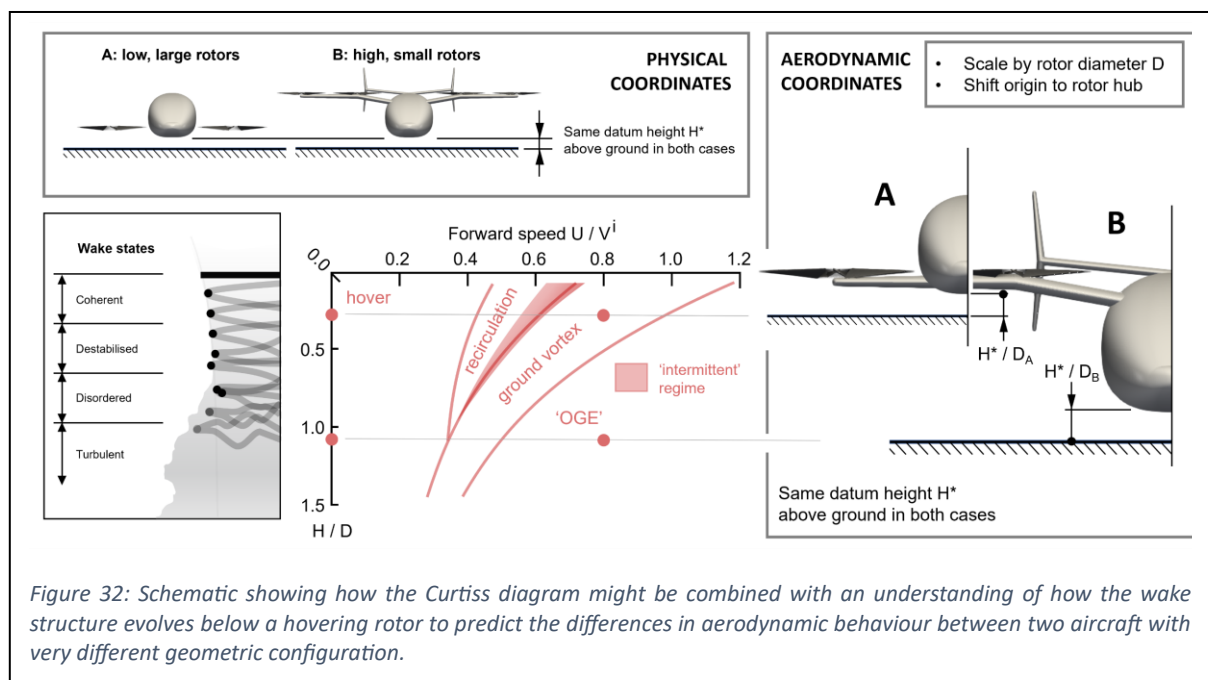 A: low, large rotors
B: high, small rotors
PHYSICAL
COORDINATES
Same datum height H*
above ground in both cases
AERODYNAMIC
COORDINATES
• Scale by rotor diameter D
• Shift origin to rotor hub
A
B
H* / D_A
H* / D_B
Same datum height H*
above ground in both cases
Wake states
Coherent
Destabilised
Disordered
Turbulent
Forward speed U / V^i
0.0
0.2
0.4
0.6
0.8
1.0
1.2
hover
recirculation
ground vortex
'intermittent'
regime
'OGE'
0.5
1.0
1.5
H / D
Figure 32: Schematic showing how the Curtiss diagram might be combined with an understanding of how the wake
structure evolves below a hovering rotor to predict the differences in aerodynamic behaviour between two aircraft with
very different geometric configuration.